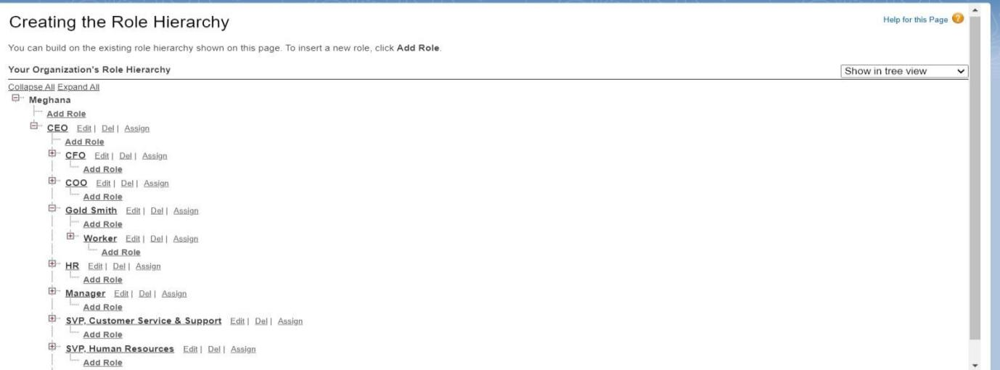 Creating the Role Hierarchy
Help for this Page
You can build on the existing role hierarchy shown on this page. To insert a new role, click Add Role.
Your Organization's Role Hierarchy
Show in tree view
Collapse All Expand All
Meghana
Add Role
CEO Edit | Del | Assign
Add Role
CFO Edit | Del | Assign
Add Role
COO Edit | Del | Assign
Add Role
Gold Smith Edit | Del | Assign
Add Role
Worker Edit | Del | Assign
Add Role
HR Edit | Del | Assign
Add Role
Manager Edit | Del | Assign
Add Role
SVP, Customer Service & Support Edit | Del | Assign
Add Role
SVP, Human Resources Edit | Del | Assign
Add Role